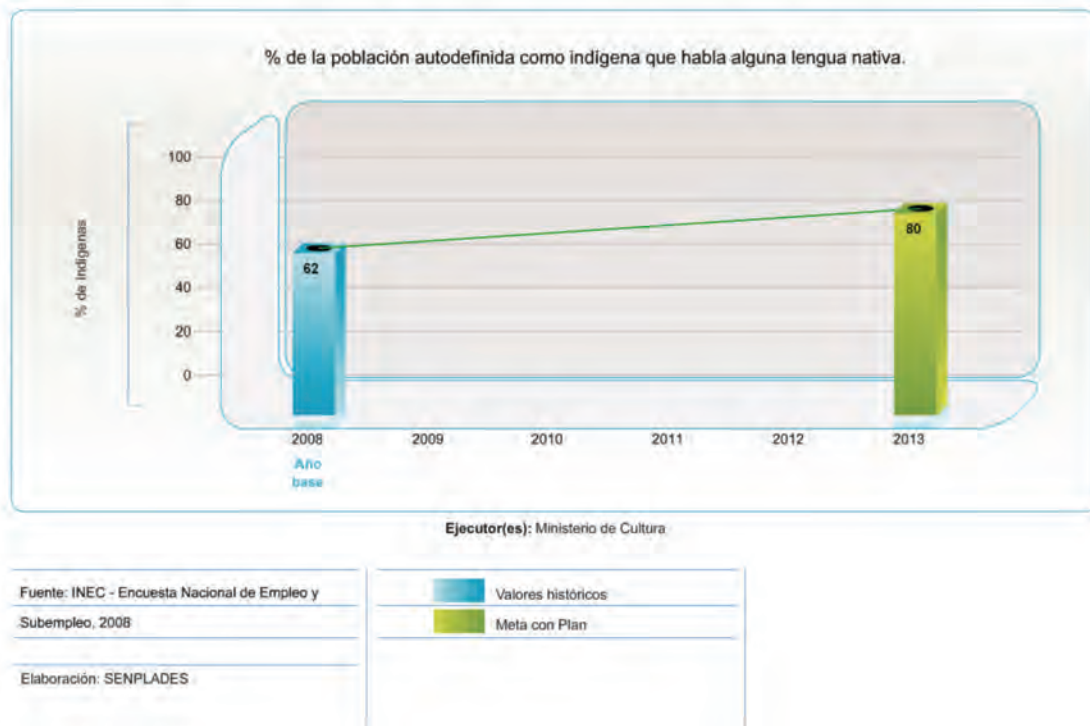 % de la población autodefinida como indígena que habla alguna lengua nativa.
% de indígenas
100
80
60
40
20
0
62
80
2008
2009
2010
2011
2012
2013
Año
base
Ejecutor(es): Ministerio de Cultura
Fuente: INEC - Encuesta Nacional de Empleo y
Subempleo, 2008
Elaboración: SENPLADES
Valores históricos
Meta con Plan